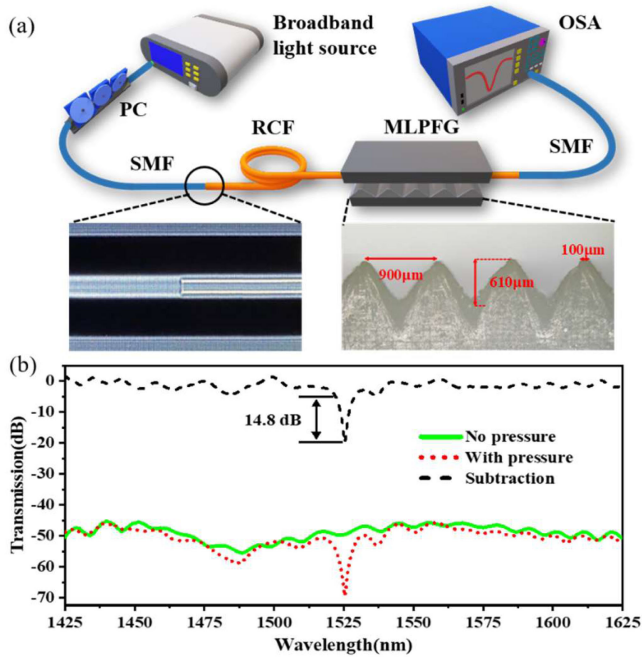 (a)
Broadband
light source
OSA
PC
RCF
MLPFG
SMF
SMF
900μm
610μm
100μm
(b)
0
-10
-20
-30
-40
-50
-60
-70
14.8 dB
No pressure
With pressure
Subtraction
Transmission(dB)
1425
1450
1475
1500
1525
1550
1575
1600
1625
Wavelength(nm)